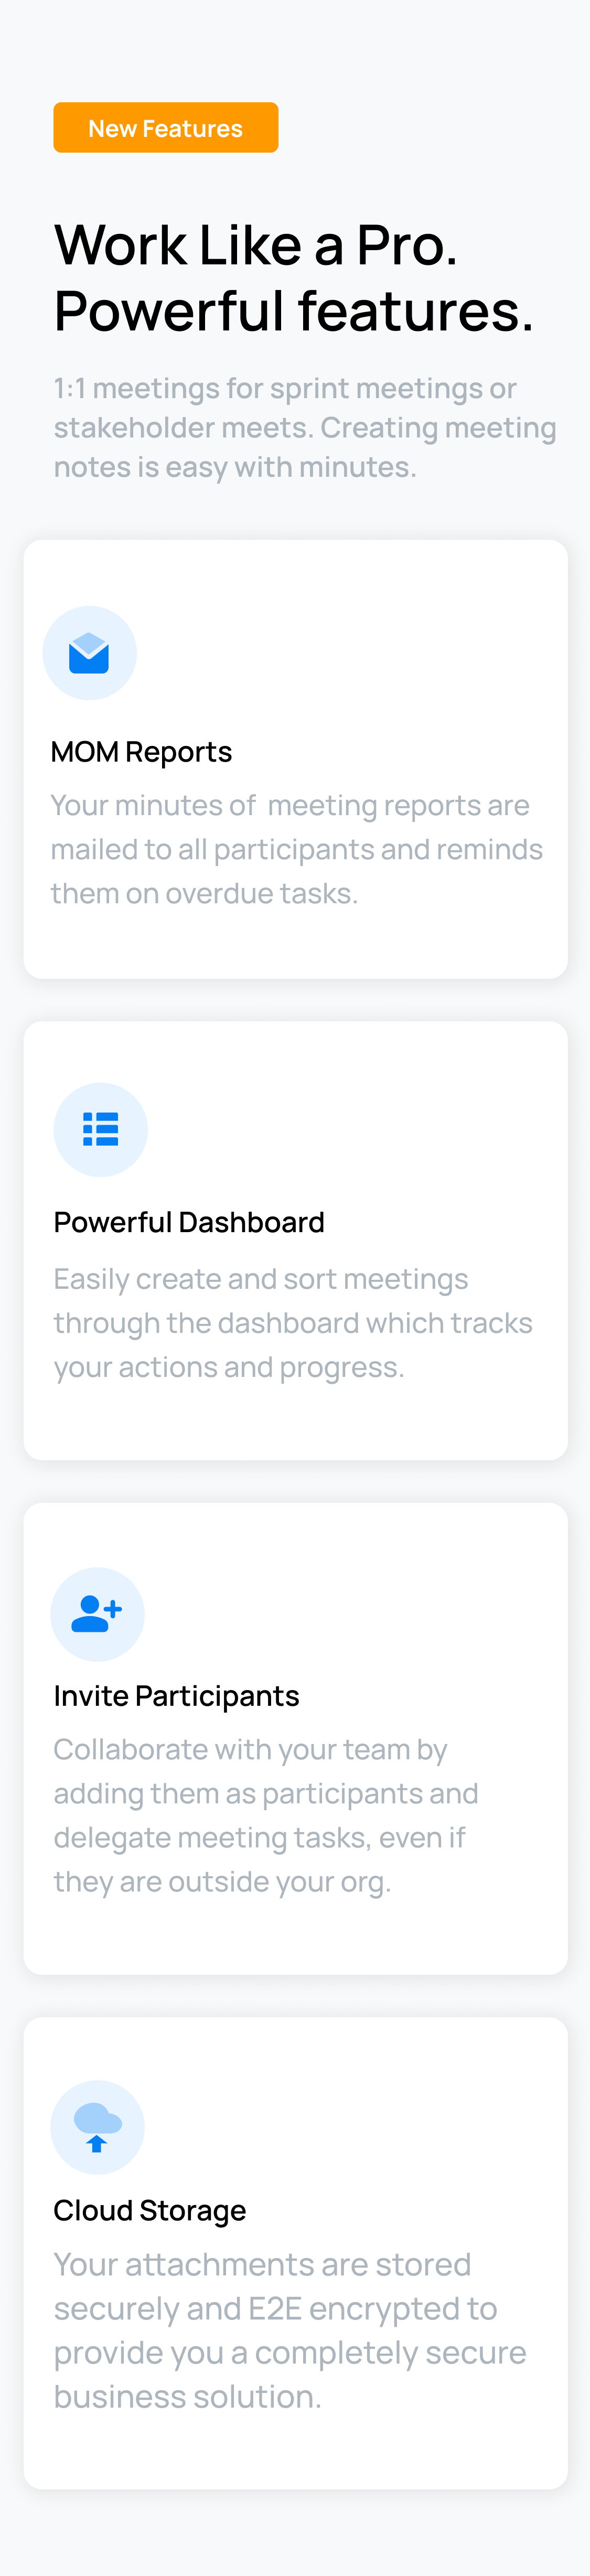 New Features
Work Like a Pro.
Powerful features.
1:1 meetings for sprint meetings or
stakeholder meets. Creating meeting
notes is easy with minutes.
MOM Reports
Your minutes of  meeting reports are
mailed to all participants and reminds
them on overdue tasks.
Powerful Dashboard
Easily create and sort meetings
through the dashboard which tracks
your actions and progress.
Invite Participants
Collaborate with your team by
adding them as participants and
delegate meeting tasks, even if
they are outside your org.
Cloud Storage
Your attachments are stored
securely and E2E encrypted to
provide you a completely secure
business solution.